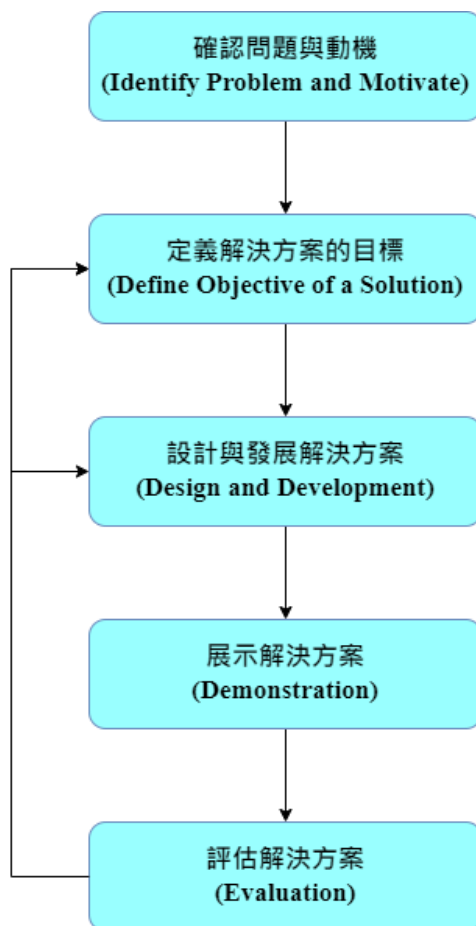 確認問題與動機
(Identify Problem and Motivate)
定義解決方案的目標
(Define Objective of a Solution)
設計與發展解決方案
(Design and Development)
展示解決方案
(Demonstration)
評估解決方案
(Evaluation)